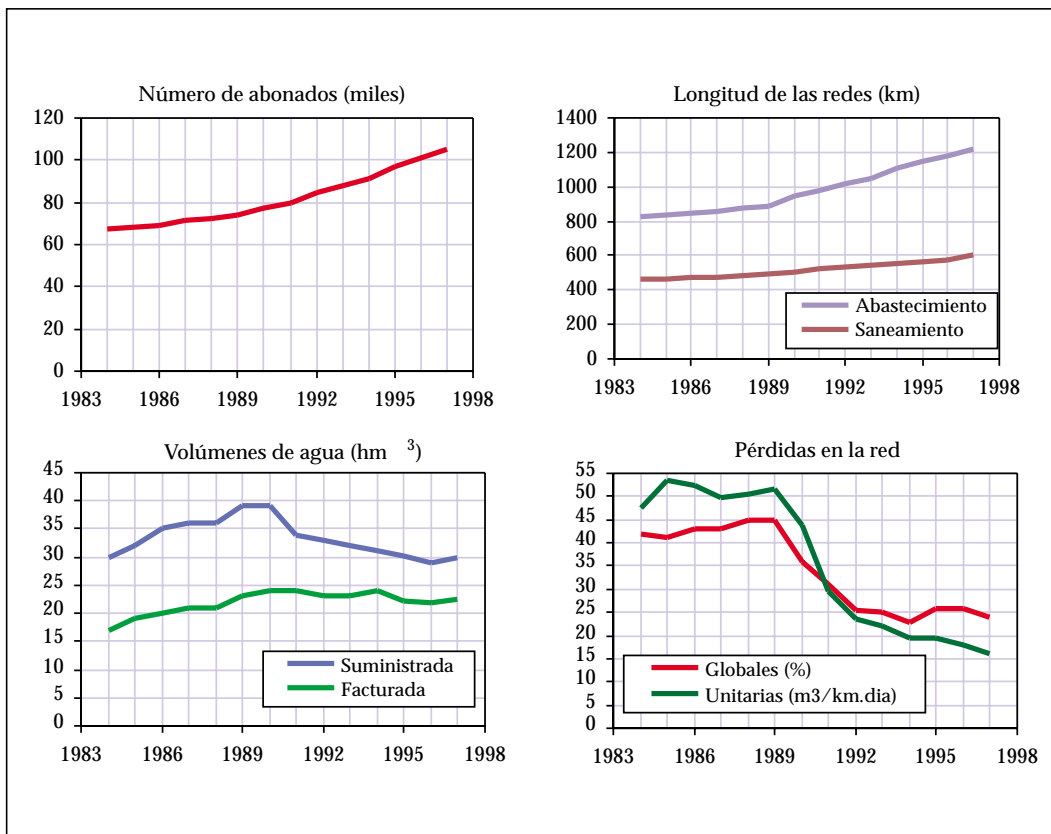 Número de abonados (miles)
120
100
80
60
40
20
0
1983 1986 1989 1992 1995 1998
Longitud de las redes (km)
1400
1200
1000
800
600
400
200
0
Abastecimiento
Saneamiento
1983 1986 1989 1992 1995 1998
Volúmenes de agua (hm 3)
45
40
35
30
25
20
15
10
5
0
Suministrada
Facturada
1983 1986 1989 1992 1995 1998
Pérdidas en la red
55
50
45
40
35
30
25
20
15
10
5
0
Globales (%)
Unitarias (m3/km.dia)
1983 1986 1989 1992 1995 1998